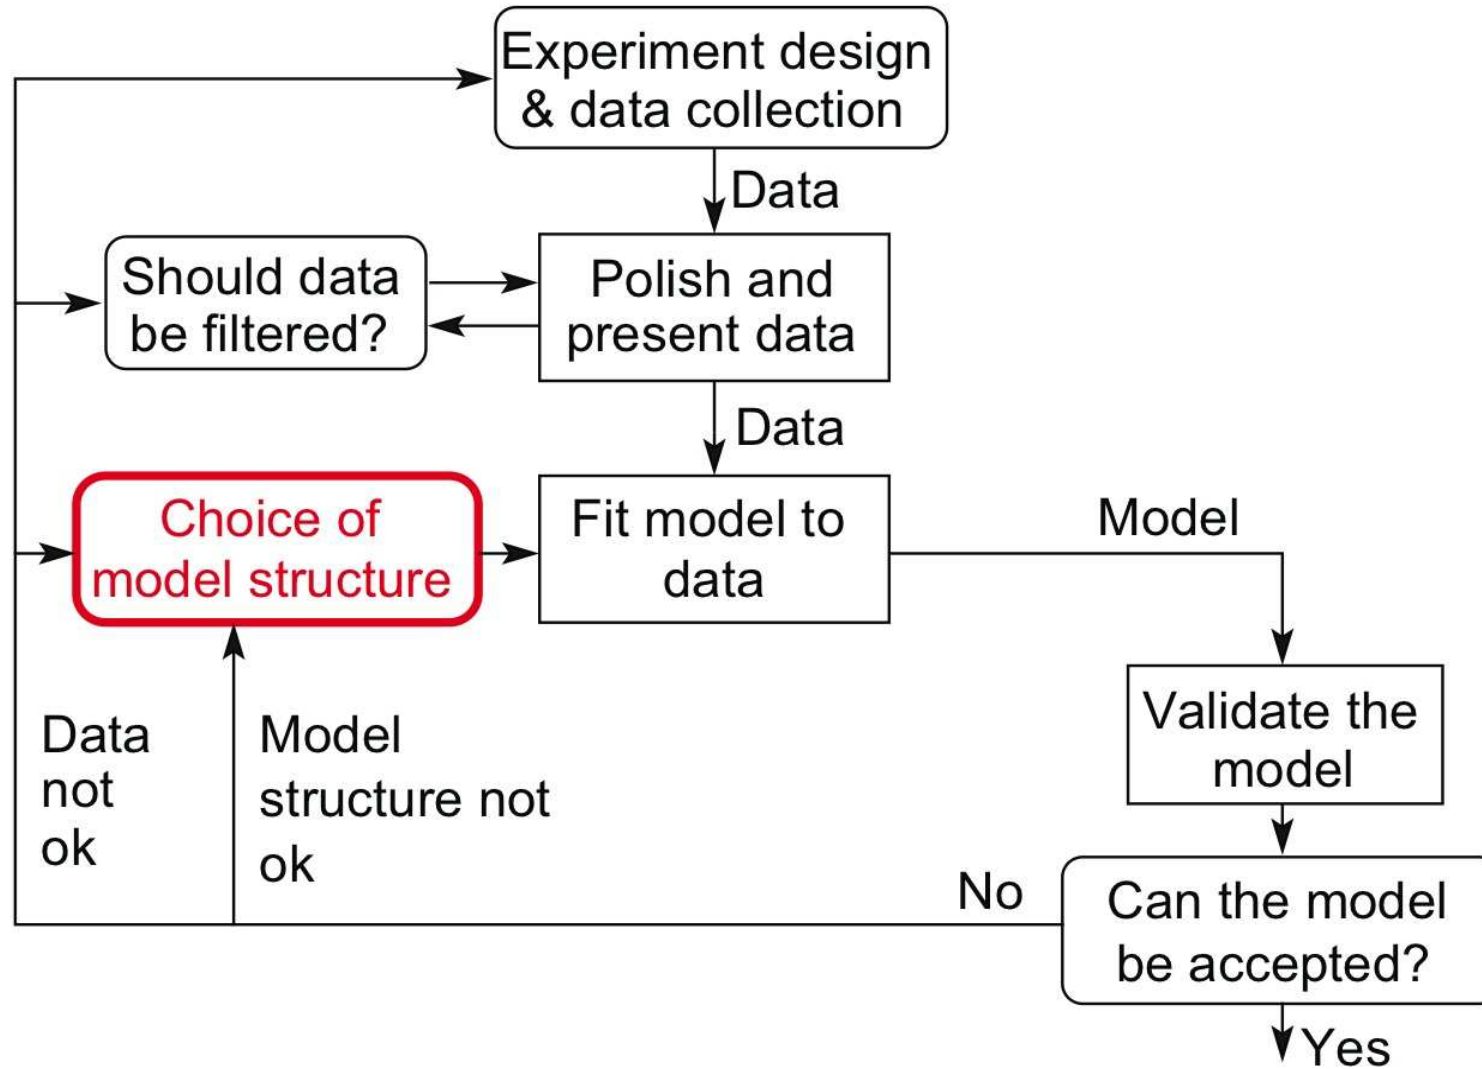 Experiment design
& data collection
Data
Should data
be filtered?
Polish and
present data
Data
Choice of
model structure
Fit model to
data
Model
Data
not
ok
Model
structure not
ok
Validate the
model
No
Can the model
be accepted?
Yes